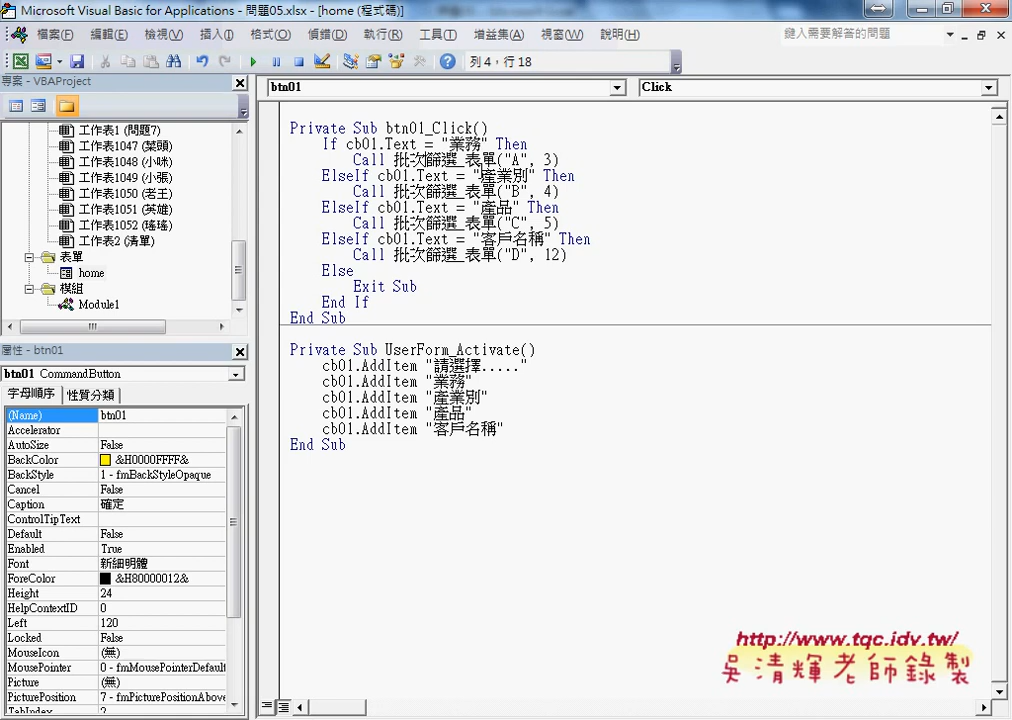 Microsoft Visual Basic for Applications - 問題05.xlsx - [home (程式碼)]
檔案(F) 編輯(E) 檢視(V) 插入(I) 格式(O) 偵錯(D) 執行(R) 工具(T) 增益集(A) 視窗(W) 說明(H) 鍵入需要解答的問題
列 4，行 18
專案 - VBAProject
工作表1 (問題7)
工作表1047 (葉頭)
工作表1048 (小咪)
工作表1049 (小張)
工作表1050 (老王)
工作表1051 (英雄)
工作表1052 (瑤瑤)
工作表2 (清單)
表單
home
模組
Module1
屬性 - btn01
btn01 CommandButton
字母順序 性質分類
(Name) btn01
Accelerator
AutoSize False
BackColor &H0000FFFF&
BackStyle 1 - fmBackStyleOpaque
Cancel False
Caption 確定
ControlTipText
Default False
Enabled True
Font 新細明體
ForeColor &H80000012&
Height 24
HelpContextID 0
Left 120
Locked False
MouseIcon (無)
MousePointer 0 - fmMousePointerDefault
Picture (無)
PicturePosition 7 - fmPicturePositionAbove
TabIndex 2
btn01 Click
Private Sub btn01_Click()
If cb01.Text = "業務" Then
Call 批次篩選_表單("A", 3)
ElseIf cb01.Text = "產業別" Then
Call 批次篩選_表單("B", 4)
ElseIf cb01.Text = "產品" Then
Call 批次篩選_表單("C", 5)
ElseIf cb01.Text = "客戶名稱" Then
Call 批次篩選_表單("D", 12)
Else
Exit Sub
End If
End Sub
Private Sub UserForm_Activate()
cb01.AddItem "請選擇....."
cb01.AddItem "業務"
cb01.AddItem "產業別"
cb01.AddItem "產品"
cb01.AddItem "客戶名稱"
End Sub
http://www.tqc.idv.tw/
吳清輝老師錄製